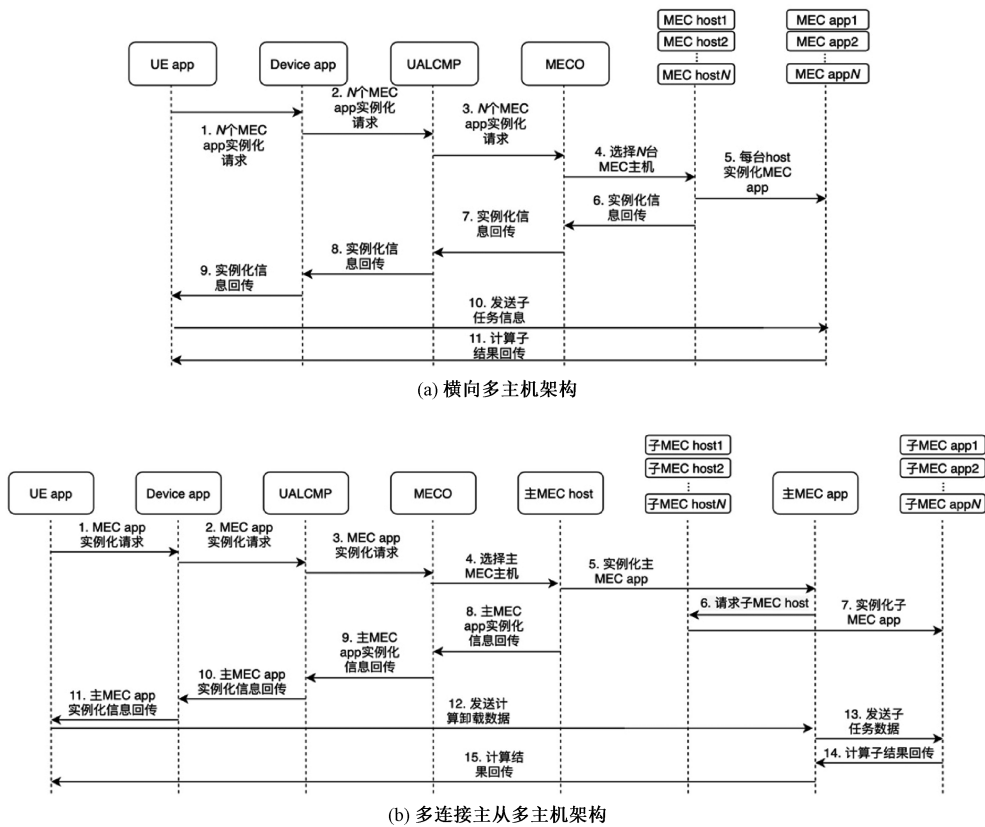 MEC host1
MEC host2
⋮
MEC hostN
MEC app1
MEC app2
⋮
MEC appN
UE app
Device app
UALCMP
MECO
1. N个MEC
app实例化
请求
2. N个MEC
app实例化
请求
3. N个MEC
app实例化
请求
4. 选择N台
MEC主机
5. 每台host
实例化MEC
app
6. 实例化信
息回传
7. 实例化信
息回传
8. 实例化信
息回传
9. 实例化信
息回传
10. 发送子
任务信息
11. 计算子
结果回传
(a) 横向多主机架构
子MEC host1
子MEC host2
⋮
子MEC hostN
子MEC app1
子MEC app2
⋮
子MEC appN
UE app
Device app
UALCMP
MECO
主MEC host
主MEC app
1. MEC app
实例化请求
2. MEC app
实例化请求
3. MEC app
实例化请求
4. 选择主
MEC主机
5. 实例化主
MEC app
6. 请求子MEC host
7. 实例化子
MEC app
8. 主MEC
app实例化
信息回传
9. 主MEC
app实例化
信息回传
10. 主MEC app
实例化信息回传
11. 主MEC app
实例化信息回传
12. 发送计
算卸载数据
13. 发送子
任务数据
14. 计算子结果回传
15. 计算结
果回传
(b) 多连接主从多主机架构